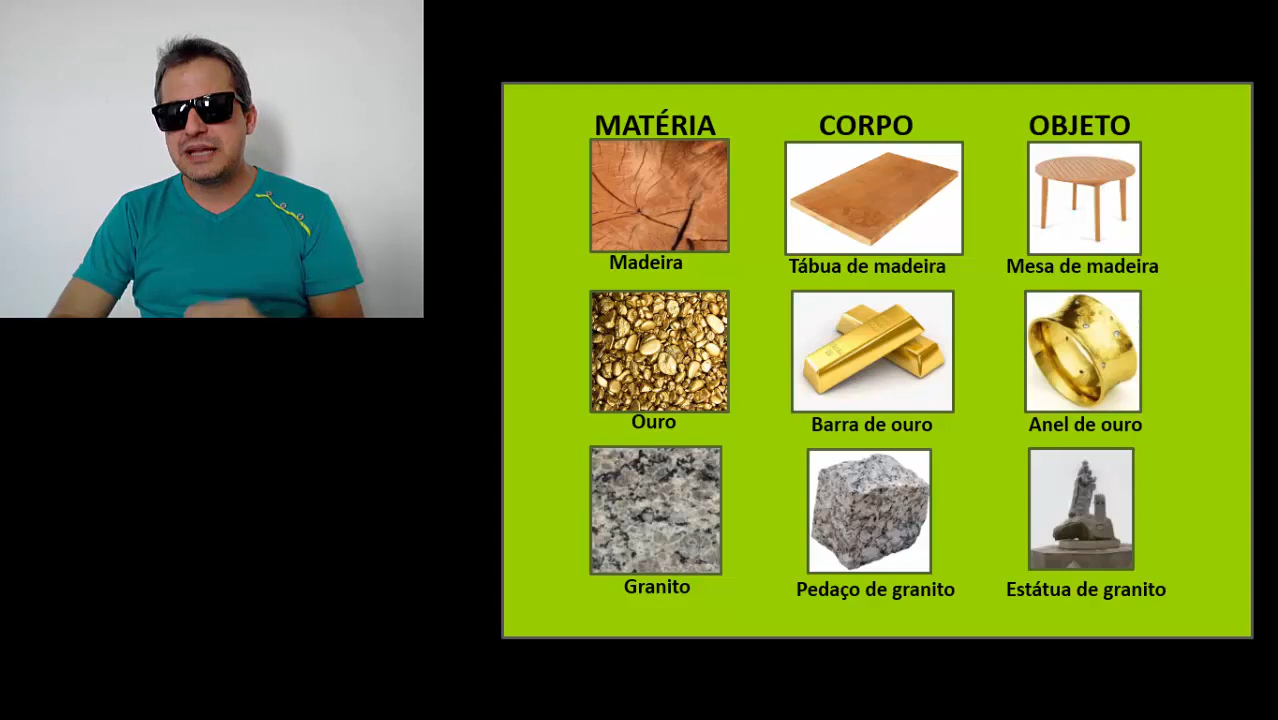 MATÉRIA CORPO OBJETO
Madeira Tábua de madeira Mesa de madeira
Ouro Barra de ouro Anel de ouro
Granito Pedaço de granito Estátua de granito